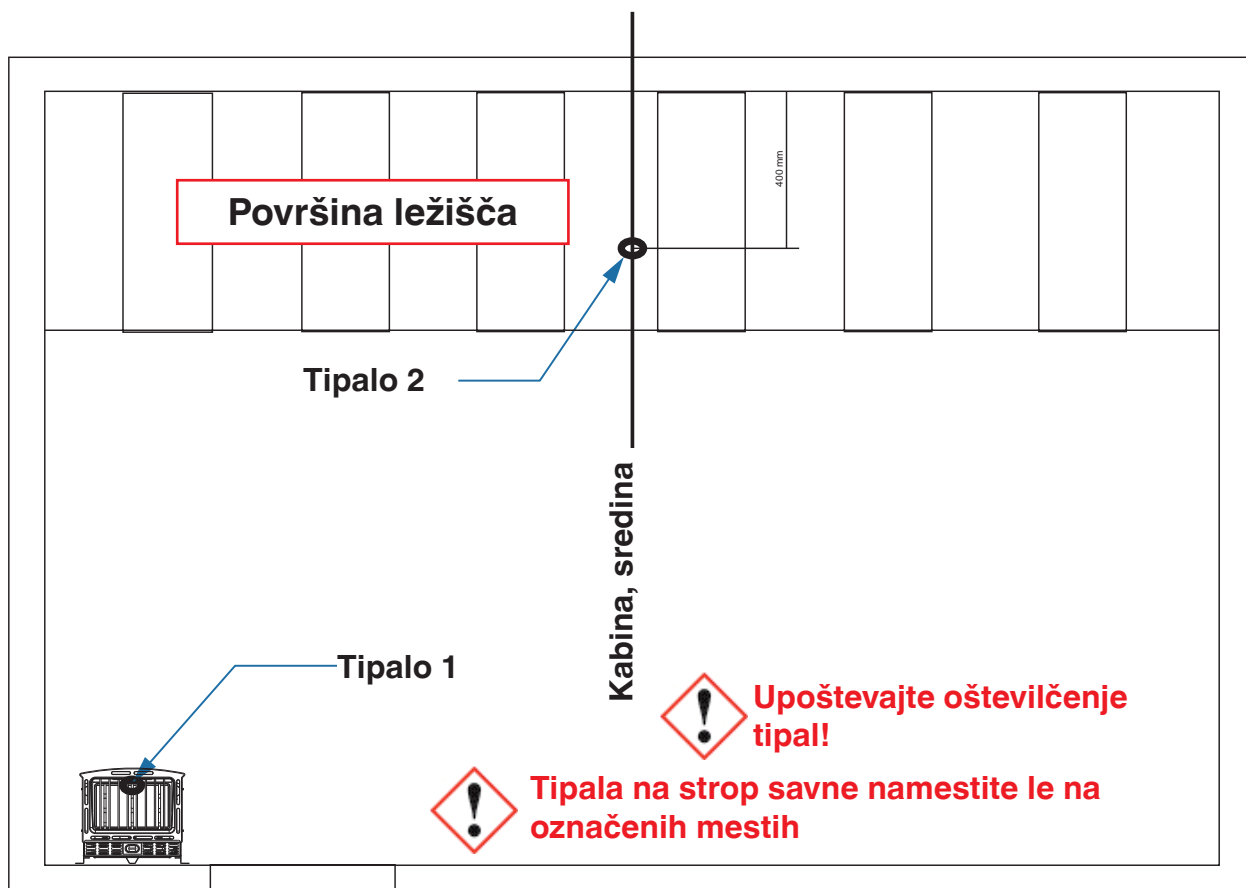 400 mm
Površina ležišča
Tipalo 2
Kabina, sredina
Tipalo 1
Upoštevajte oštevilčenje
tipal!
Tipala na strop savne namestite le na
označenih mestih